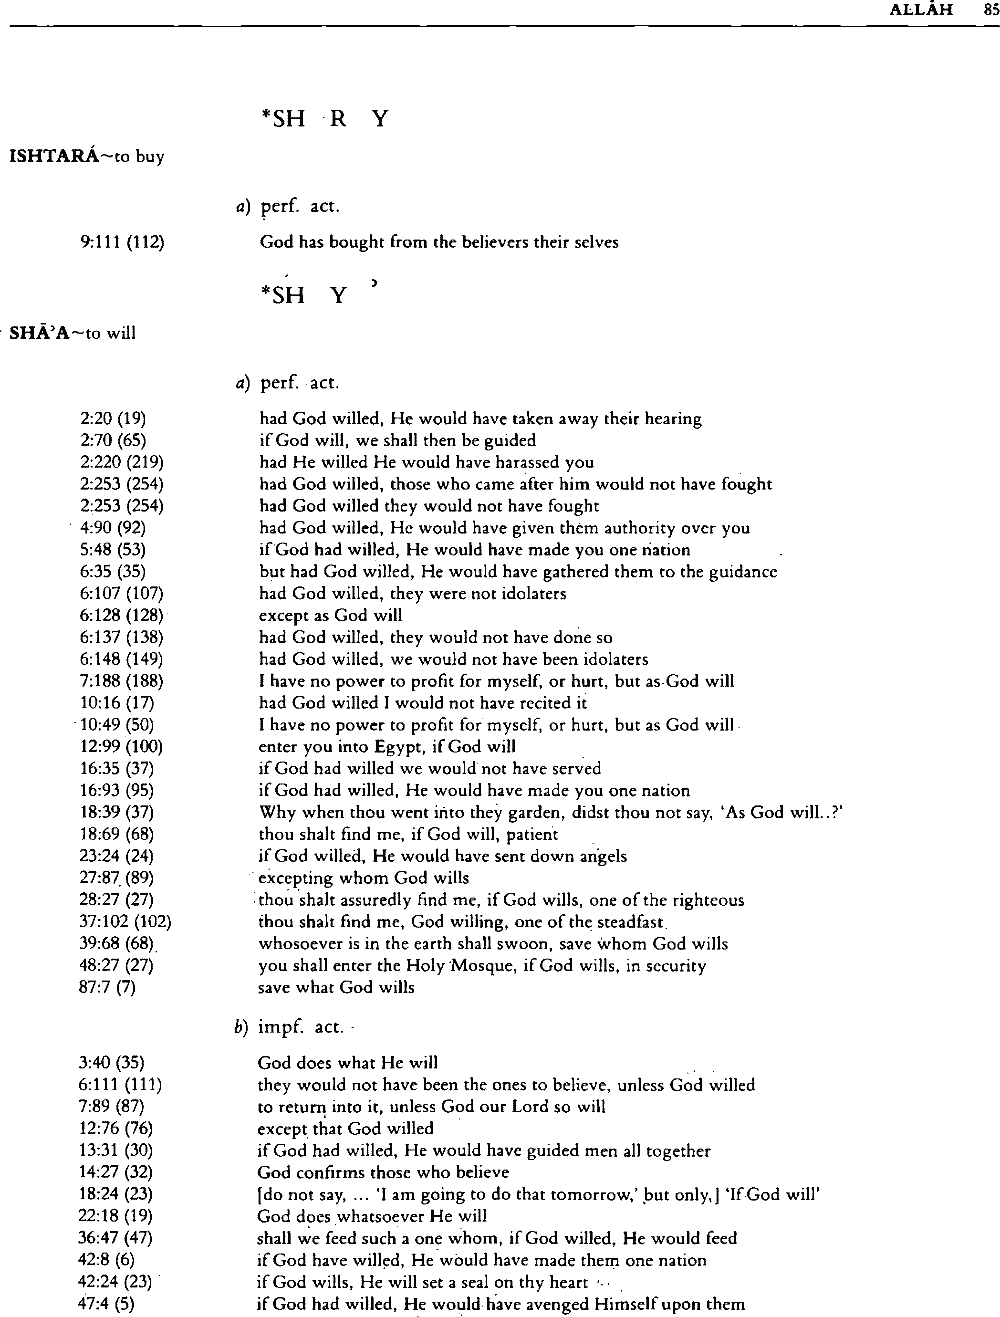 ALLÅH 85
*SH R Y
ISHTARÁ~to buy
a) perf. act.
9:111 (112) God has bought from the believers their selves
*SH Y ʾ
SHĀʾA~to will
a) perf. act.
2:20 (19) had God willed, He would have taken away their hearing
2:70 (65) if God will, we shall then be guided
2:220 (219) had He willed He would have harassed you
2:253 (254) had God willed, those who came after him would not have fought
2:253 (254) had God willed they would not have fought
4:90 (92) had God willed, He would have given them authority over you
5:48 (53) if God had willed, He would have made you one nation
6:35 (35) but had God willed, He would have gathered them to the guidance
6:107 (107) had God willed, they were not idolaters
6:128 (128) except as God will
6:137 (138) had God willed, they would not have done so
6:148 (149) had God willed, we would not have been idolaters
7:188 (188) I have no power to profit for myself, or hurt, but as God will
10:16 (17) had God willed I would not have recited it
10:49 (50) I have no power to profit for myself, or hurt, but as God will
12:99 (100) enter you into Egypt, if God will
16:35 (37) if God had willed we would not have served
16:93 (95) if God had willed, He would have made you one nation
18:39 (37) Why when thou went into they garden, didst thou not say, 'As God will..?'
18:69 (68) thou shalt find me, if God will, patient
23:24 (24) if God willed, He would have sent down angels
27:87 (89) excepting whom God wills
28:27 (27) thou shalt assuredly find me, if God wills, one of the righteous
37:102 (102) thou shalt find me, God willing, one of the steadfast
39:68 (68) whosoever is in the earth shall swoon, save whom God wills
48:27 (27) you shall enter the Holy Mosque, if God wills, in security
87:7 (7) save what God wills
b) impf. act.
3:40 (35) God does what He will
6:111 (111) they would not have been the ones to believe, unless God willed
7:89 (87) to return into it, unless God our Lord so will
12:76 (76) except that God willed
13:31 (30) if God had willed, He would have guided men all together
14:27 (32) God confirms those who believe
18:24 (23) [do not say, ... 'I am going to do that tomorrow,' but only,] 'If God will'
22:18 (19) God does whatsoever He will
36:47 (47) shall we feed such a one whom, if God willed, He would feed
42:8 (6) if God have willed, He would have made them one nation
42:24 (23) if God wills, He will set a seal on thy heart
47:4 (5) if God had willed, He would have avenged Himself upon them